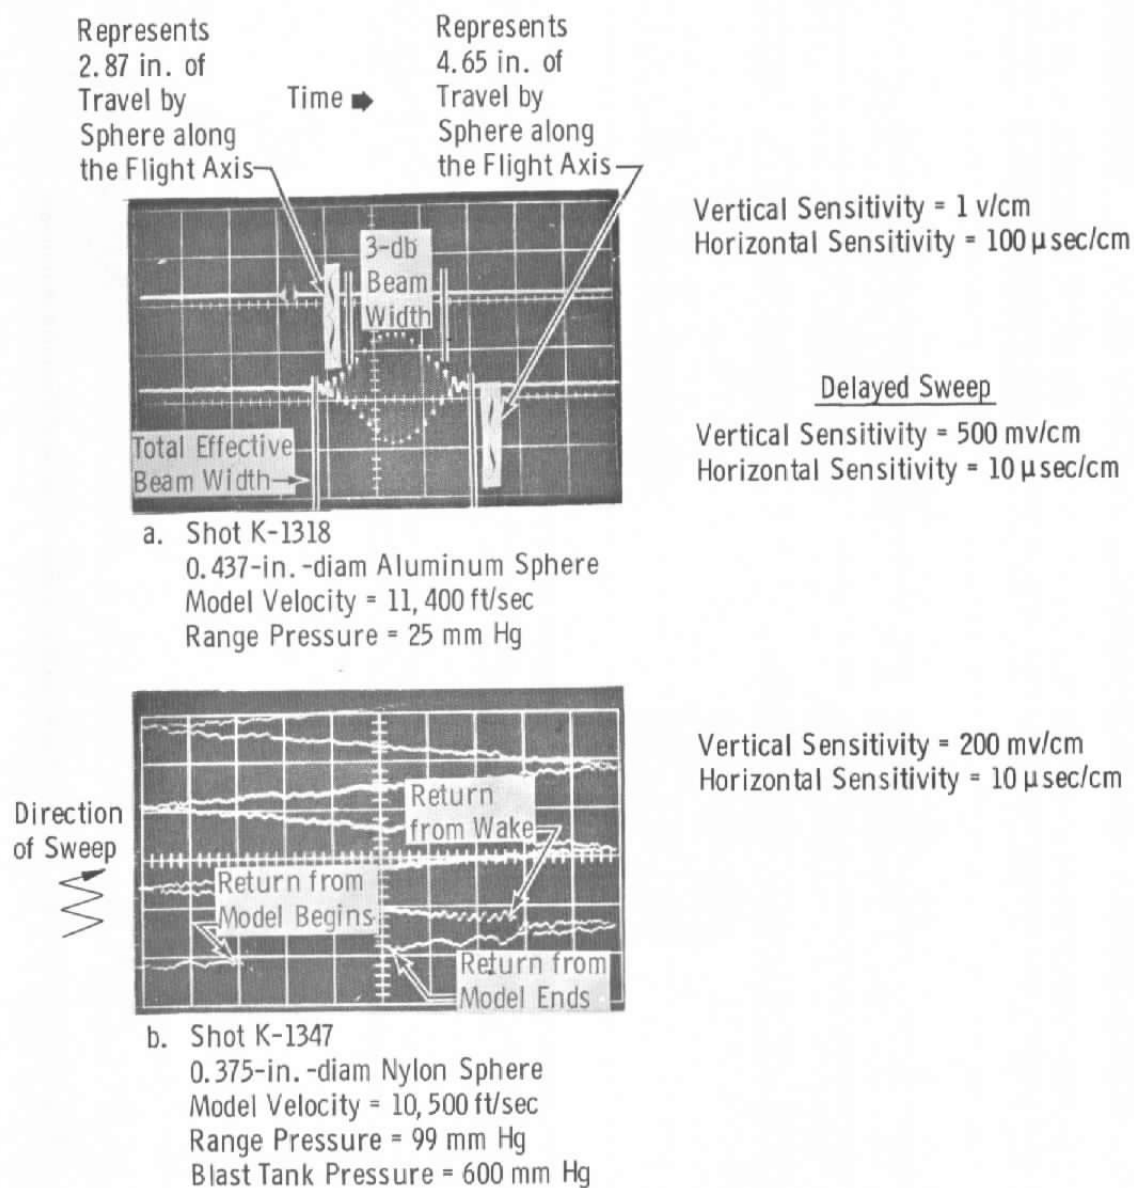 Represents
2.87 in. of
Travel by
Sphere along
the Flight Axis
Time
Represents
4.65 in. of
Travel by
Sphere along
the Flight Axis
3-db
Beam
Width
Total Effective
Beam Width
Vertical Sensitivity = 1 v/cm
Horizontal Sensitivity = 100 μsec/cm
Delayed Sweep
Vertical Sensitivity = 500 mv/cm
Horizontal Sensitivity = 10 μsec/cm
a. Shot K-1318
0.437-in.-diam Aluminum Sphere
Model Velocity = 11,400 ft/sec
Range Pressure = 25 mm Hg
Direction
of Sweep
Return
from Wake
Return from
Model Begins
Return from
Model Ends
Vertical Sensitivity = 200 mv/cm
Horizontal Sensitivity = 10 μsec/cm
b. Shot K-1347
0.375-in.-diam Nylon Sphere
Model Velocity = 10,500 ft/sec
Range Pressure = 99 mm Hg
Blast Tank Pressure = 600 mm Hg